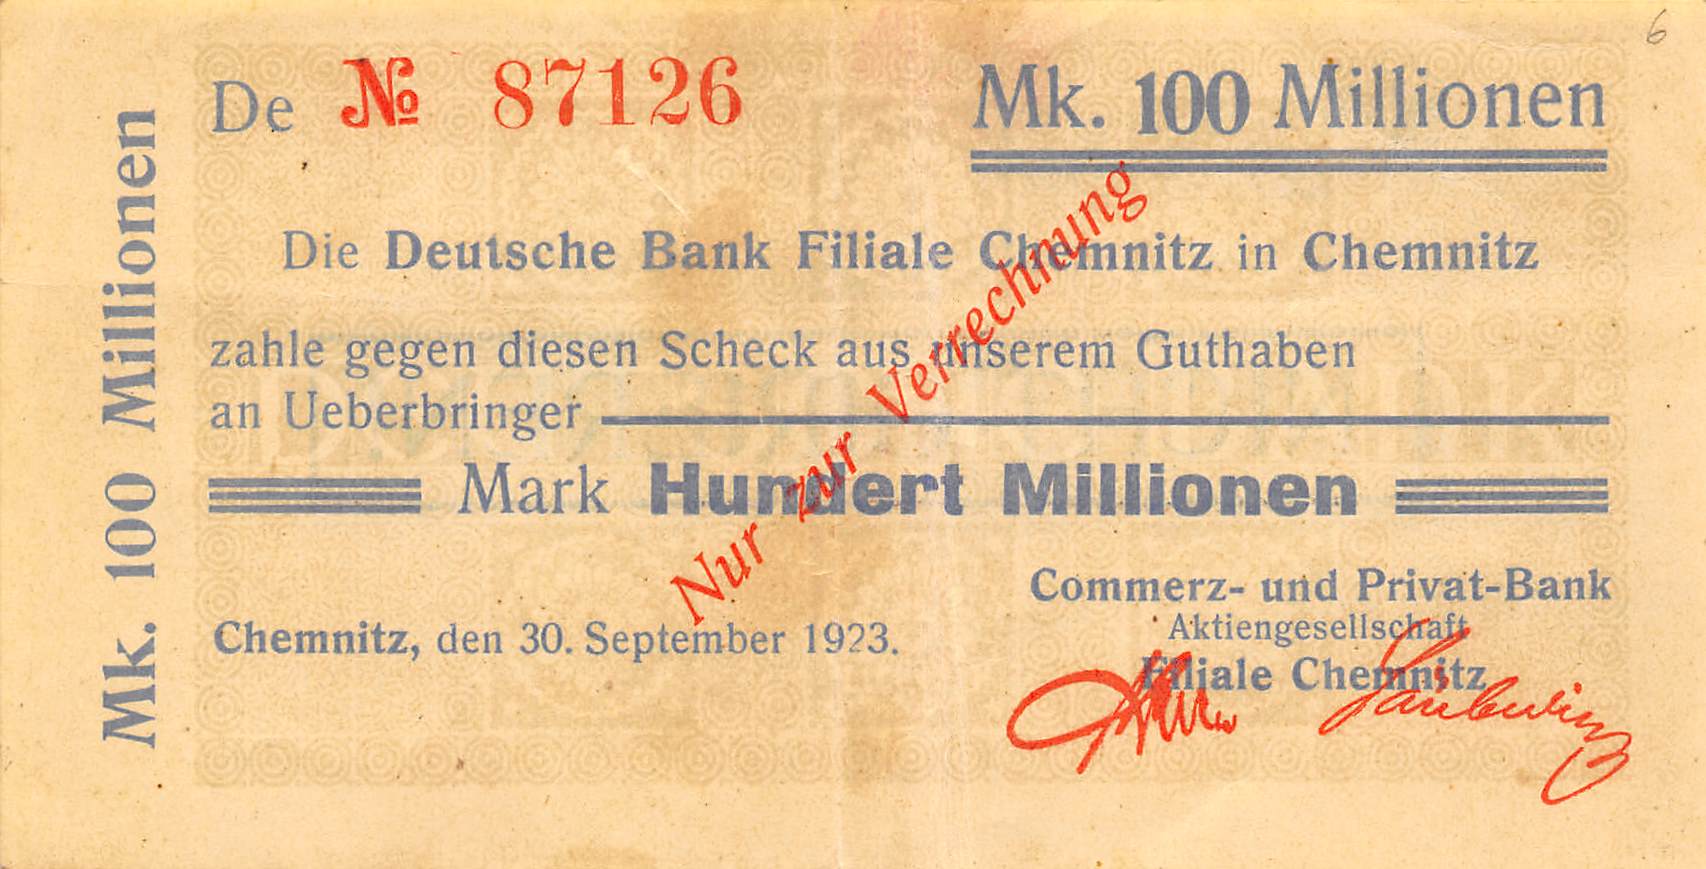 De № 87126
Mk. 100 Millionen
Mk. 100 Millionen
Die Deutsche Bank Filiale Chemnitz in Chemnitz
zahle gegen diesen Scheck aus unserem Guthaben
an Ueberbringer
Mark Hundert Millionen
Nur zur Verrechnung
Chemnitz, den 30. September 1923.
Commerz- und Privat-Bank
Aktiengesellschaft
Filiale Chemnitz
6